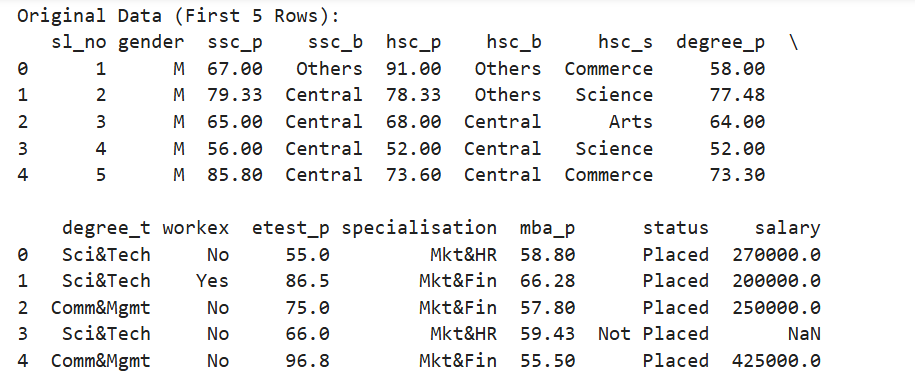 Original Data (First 5 Rows):
   sl_no gender  ssc_p    ssc_b  hsc_p    hsc_b     hsc_s  degree_p  \
0      1      M  67.00   Others  91.00   Others  Commerce     58.00
1      2      M  79.33  Central  78.33   Others   Science     77.48
2      3      M  65.00  Central  68.00  Central      Arts     64.00
3      4      M  56.00  Central  52.00  Central   Science     52.00
4      5      M  85.80  Central  73.60  Central  Commerce     73.30
    degree_t workex  etest_p specialisation  mba_p      status    salary
0   Sci&Tech     No     55.0         Mkt&HR  58.80      Placed  270000.0
1   Sci&Tech    Yes     86.5        Mkt&Fin  66.28      Placed  200000.0
2  Comm&Mgmt     No     75.0        Mkt&Fin  57.80      Placed  250000.0
3   Sci&Tech     No     66.0         Mkt&HR  59.43  Not Placed       NaN
4  Comm&Mgmt     No     96.8        Mkt&Fin  55.50      Placed  425000.0